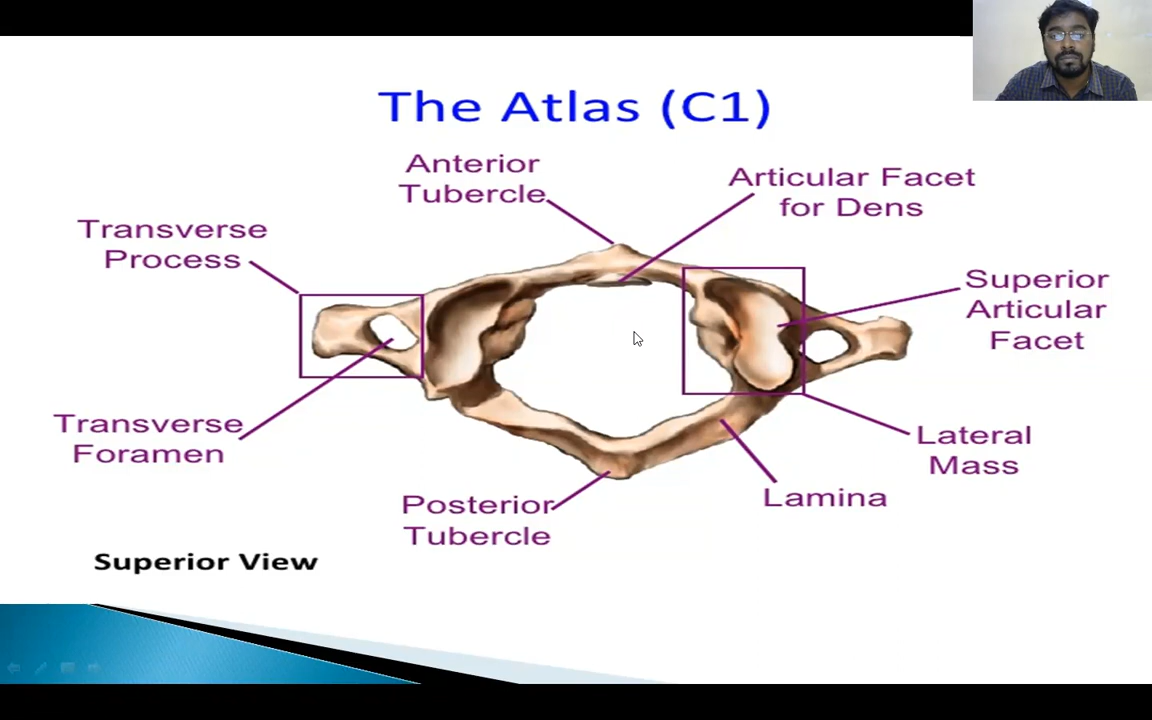 The Atlas (C1)
Anterior
Tubercle
Articular Facet
for Dens
Transverse
Process
Superior
Articular
Facet
Transverse
Foramen
Lateral
Mass
Lamina
Posterior
Tubercle
Superior View